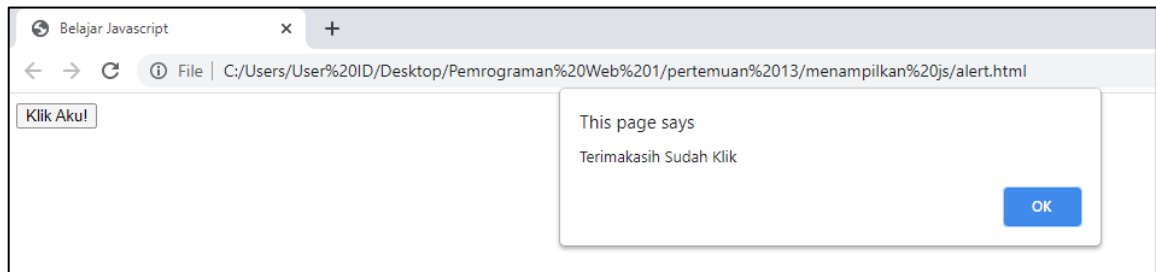 Belajar Javascript
File | C:/Users/User%20ID/Desktop/Pemrograman%20Web%201/pertemuan%2013/menampilkan%20js/alert.html
Klik Aku!
This page says
Terimakasih Sudah Klik
OK